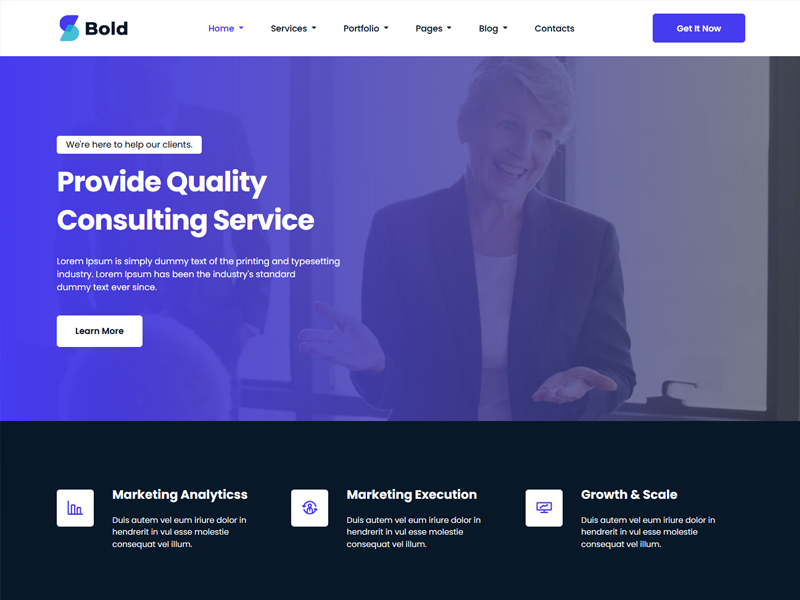 Bold
Home Services Portfolio Pages Blog Contacts Get It Now
We're here to help our clients.
Provide Quality
Consulting Service
Lorem Ipsum is simply dummy text of the printing and typesetting
industry. Lorem Ipsum has been the industry's standard
dummy text ever since.
Learn More
Marketing Analyticss
Duis autem vel eum iriure dolor in
hendrerit in vul esse molestie
consequat vel illum.
Marketing Execution
Duis autem vel eum iriure dolor in
hendrerit in vul esse molestie
consequat vel illum.
Growth & Scale
Duis autem vel eum iriure dolor in
hendrerit in vul esse molestie
consequat vel illum.